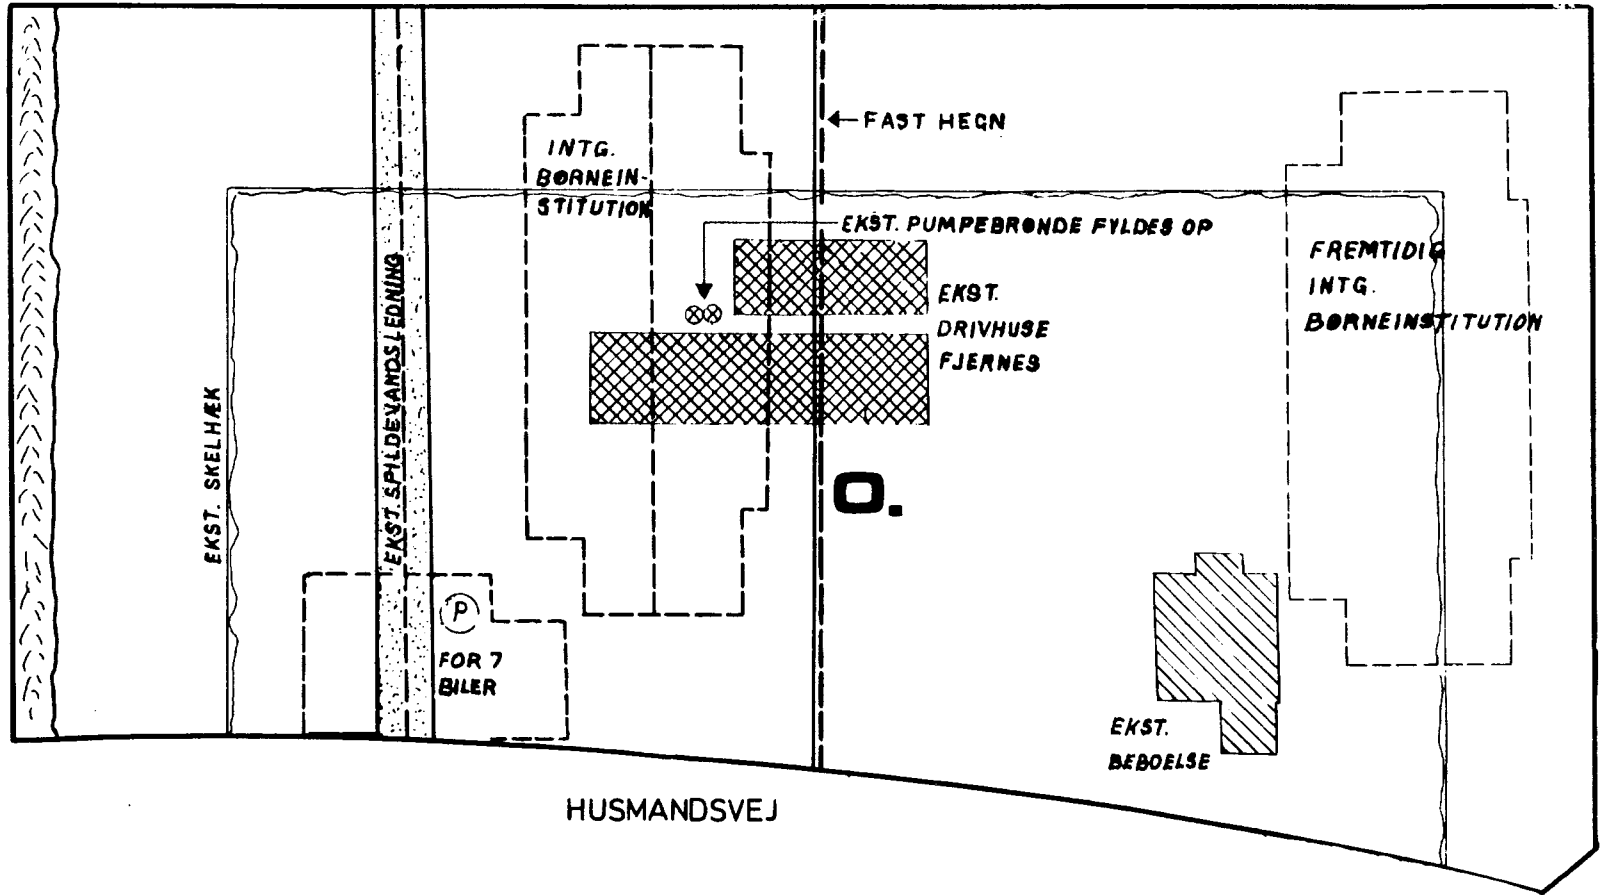 FAST HEGN
INTG.
BØRNEIN-
STITUTION
EKST. PUMPEBRØNDE FYLDES OP
EKST.
DRIVHUSE
FJERNES
FREMTIDIG
INTG.
BØRNEINSTITUTION
EKST. SKELHÆK
EKST. SPILDEVANDSLEDNING
O.
P
FOR 7
BILER
EKST.
BEBOELSE
HUSMANDSVEJ